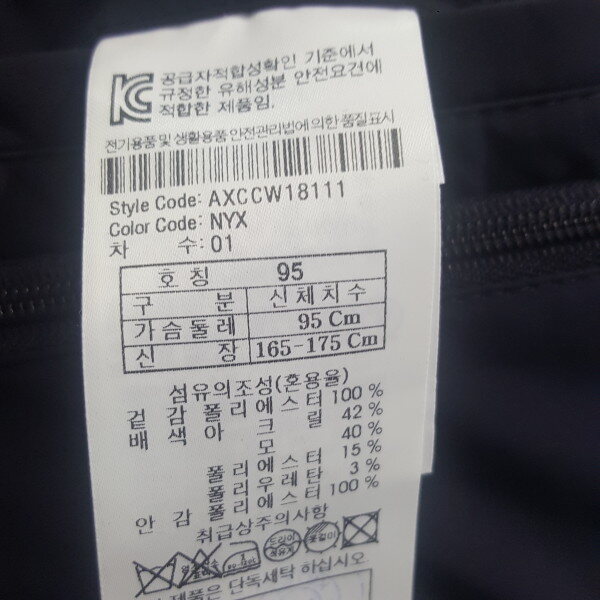 공급자적합성확인 기준에서
규정한 유해성분 안전요건에
적합한 제품임.
전기용품 및 생활용품 안전관리법에 의한 품질표시
Style Code: AXCCW18111
Color Code: NYX
차 수: 01
호 칭 95
구 분 신 체 치 수
가 슴 둘 레 95 Cm
신 장 165-175 Cm
섬유의조성(혼용율)
겉 감 폴 리 에 스 터 100 %
배 색 아 크 릴 42 %
모 40 %
폴 리 에 스 터 15 %
폴 리 우 레 탄 3 %
안 감 폴 리 에 스 터 100 %
취급상주의사항
제품은 단독세탁 하십시오